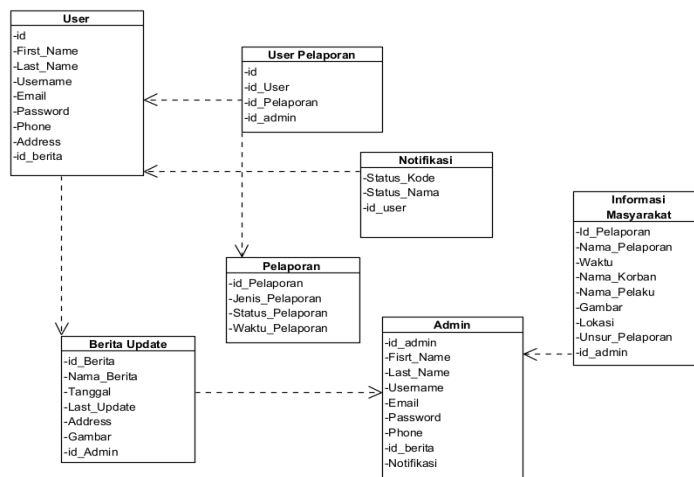 User
-id
-First_Name
-Last_Name
-Username
-Email
-Password
-Phone
-Address
-id_berita
User Pelaporan
-id
-id_User
-id_Pelaporan
-id_admin
Notifikasi
-Status_Kode
-Status_Nama
-id_user
Informasi
Masyarakat
-Id_Pelaporan
-Nama_Pelaporan
-Waktu
-Nama_Korban
-Nama_Pelaku
-Gambar
-Lokasi
-Unsur_Pelaporan
-id_admin
Pelaporan
-id_Pelaporan
-Jenis_Pelaporan
-Status_Pelaporan
-Waktu_Pelaporan
Berita Update
-id_Berita
-Nama_Berita
-Tanggal
-Last_Update
-Address
-Gambar
-id_Admin
Admin
-id_admin
-Fisrt_Name
-Last_Name
-Username
-Email
-Password
-Phone
-id_berita
-Notifikasi